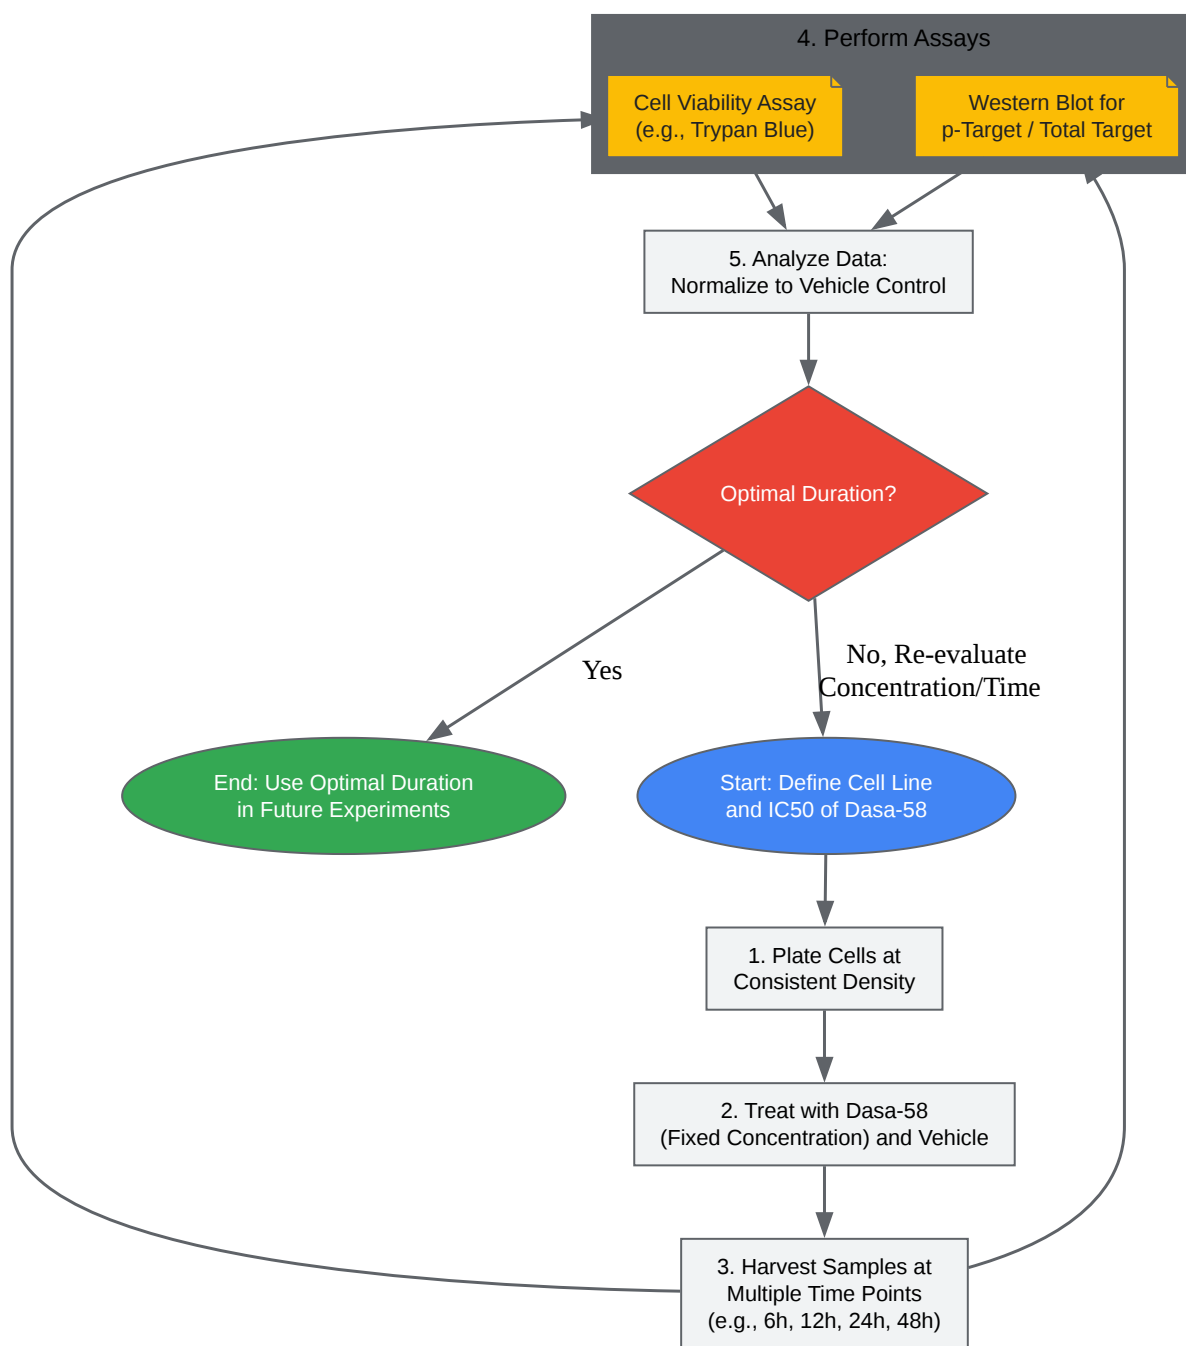 4. Perform Assays
Cell Viability Assay
(e.g., Trypan Blue)
Western Blot for
p-Target / Total Target
5. Analyze Data:
Normalize to Vehicle Control
Optimal Duration?
Yes
No, Re-evaluate
Concentration/Time
End: Use Optimal Duration
in Future Experiments
Start: Define Cell Line
and IC50 of Dasa-58
1. Plate Cells at
Consistent Density
2. Treat with Dasa-58
(Fixed Concentration) and Vehicle
3. Harvest Samples at
Multiple Time Points
(e.g., 6h, 12h, 24h, 48h)